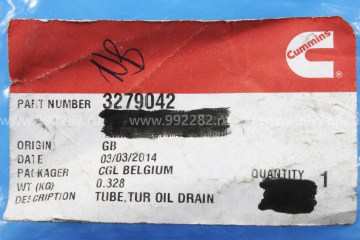 Cummins
PART NUMBER 3279042
www.992282.ru
ORIGIN GB
DATE 03/03/2014
PACKAGER CGL BELGIUM
QUANTITY 1
WT (KG) 0.328
DESCRIPTION TUBE,TUR OIL DRAIN